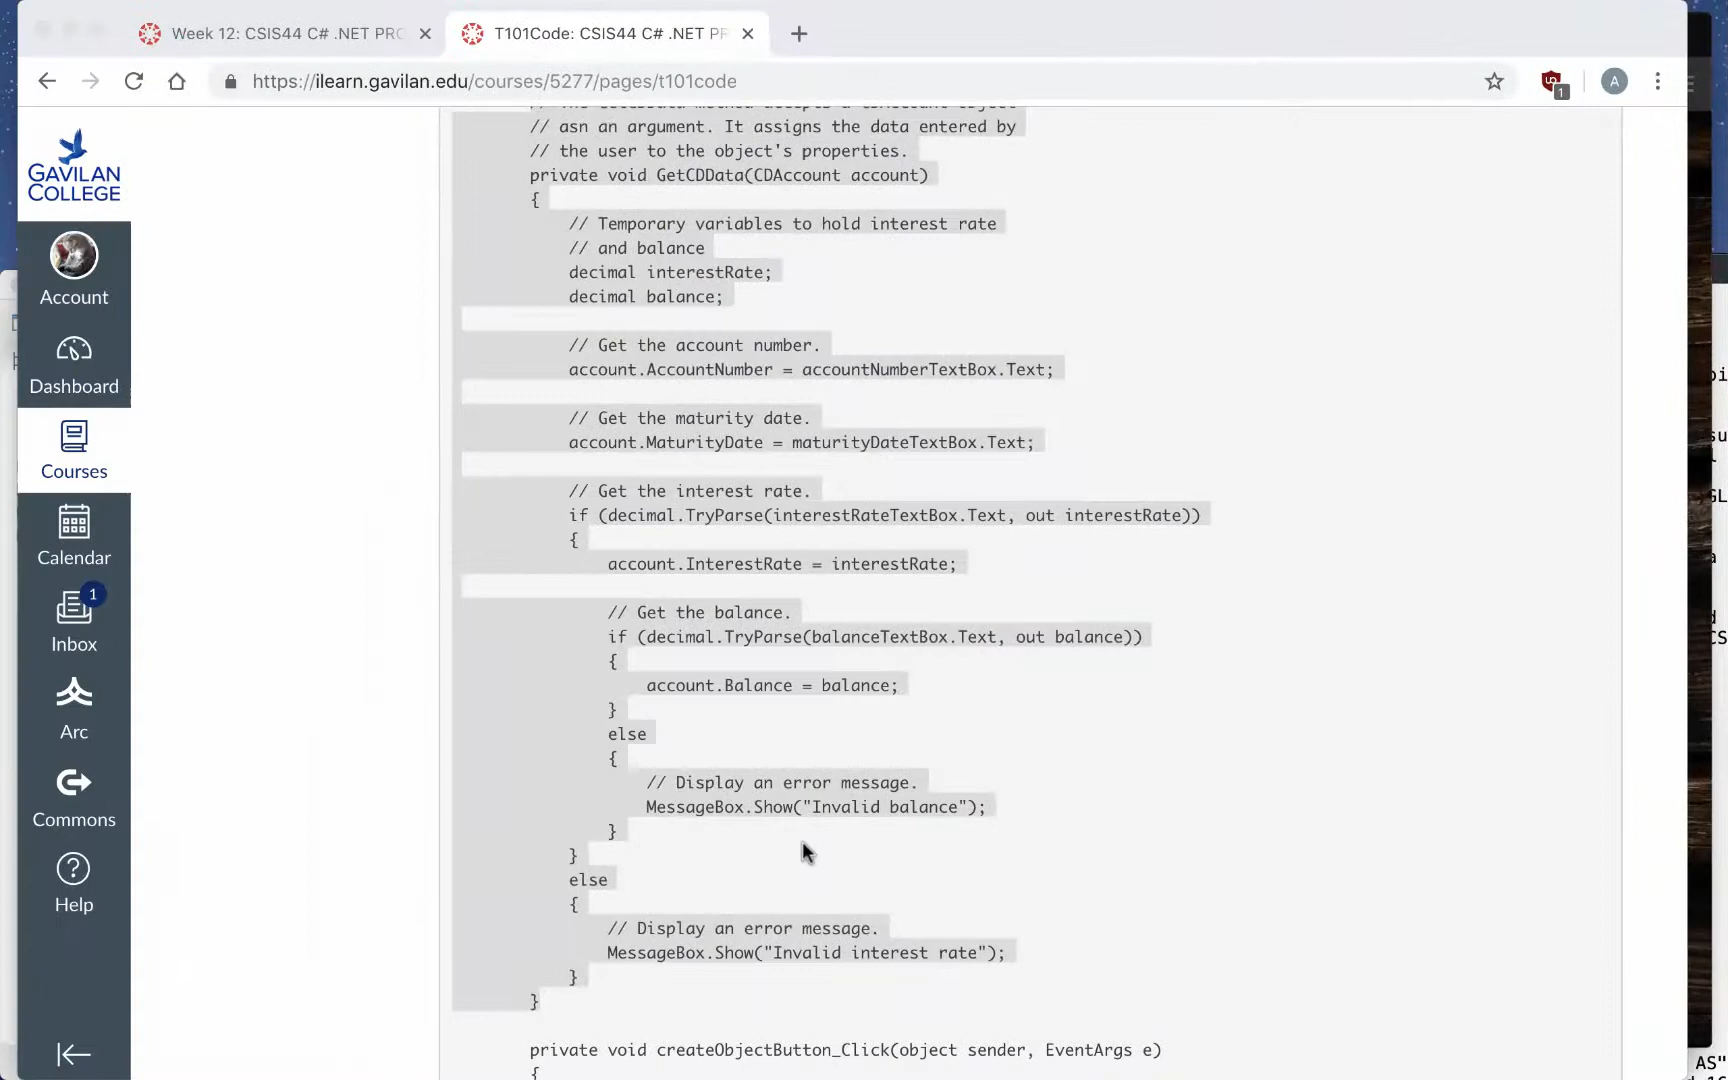 Week 12: CSIS44 C# .NET PRO
T101Code: CSIS44 C# .NET PR
https://ilearn.gavilan.edu/courses/5277/pages/t101code
A
1
GAVILAN
COLLEGE
Account
Dashboard
Courses
Calendar
1
Inbox
Arc
Commons
Help
// asn an argument. It assigns the data entered by
// the user to the object's properties.
private void GetCDData(CDAccount account)
{
// Temporary variables to hold interest rate
// and balance
decimal interestRate;
decimal balance;
// Get the account number.
account.AccountNumber = accountNumberTextBox.Text;
// Get the maturity date.
account.MaturityDate = maturityDateTextBox.Text;
// Get the interest rate.
if (decimal.TryParse(interestRateTextBox.Text, out interestRate))
{
account.InterestRate = interestRate;
// Get the balance.
if (decimal.TryParse(balanceTextBox.Text, out balance))
{
account.Balance = balance;
}
else
{
// Display an error message.
MessageBox.Show("Invalid balance");
}
}
else
{
// Display an error message.
MessageBox.Show("Invalid interest rate");
}
}
private void createObjectButton_Click(object sender, EventArgs e)
{
AS"